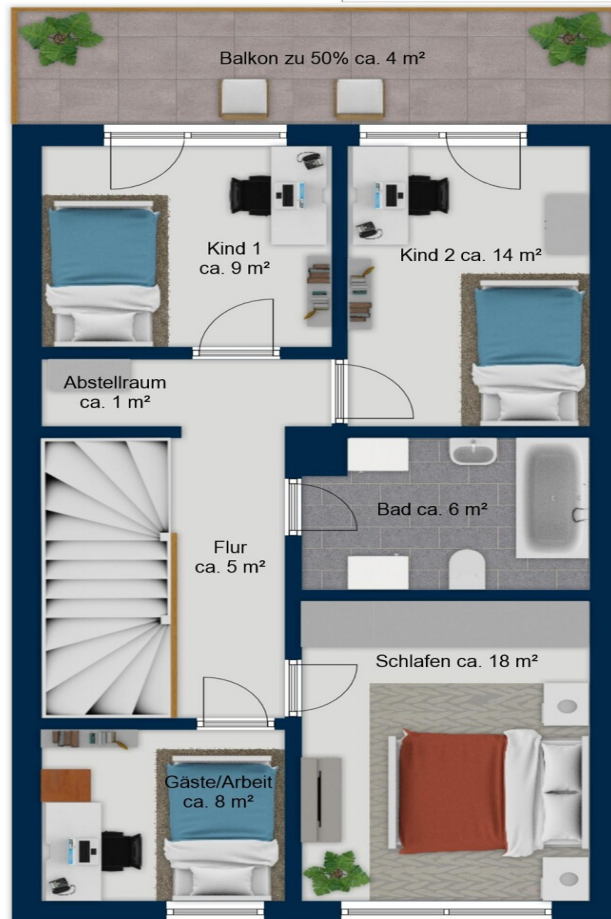 Balkon zu 50% ca. 4 m²
Kind 1
ca. 9 m²
Kind 2 ca. 14 m²
Abstellraum
ca. 1 m²
Bad ca. 6 m²
Flur
ca. 5 m²
Schlafen ca. 18 m²
Gäste/Arbeit
ca. 8 m²